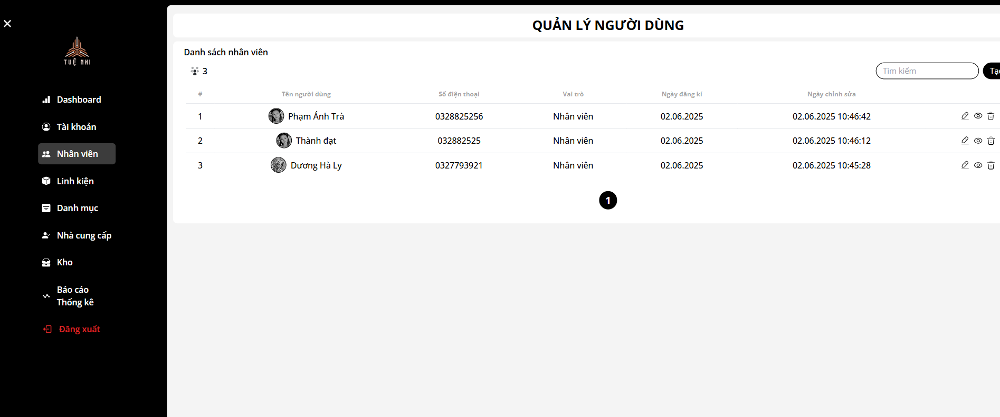 QUẢN LÝ NGƯỜI DÙNG
TUỆ NHI
Danh sách nhân viên
3
Tìm kiếm
# Tên người dùng Số điện thoại Vai trò Ngày đăng kí Ngày chỉnh sửa
1 Phạm Ánh Trà 0328825256 Nhân viên 02.06.2025 02.06.2025 10:46:42
2 Thành đạt 032882525 Nhân viên 02.06.2025 02.06.2025 10:46:12
3 Dương Hà Ly 0327793921 Nhân viên 02.06.2025 02.06.2025 10:45:28
1
Dashboard
Tài khoản
Nhân viên
Linh kiện
Danh mục
Nhà cung cấp
Kho
Báo cáo
Thống kê
Đăng xuất